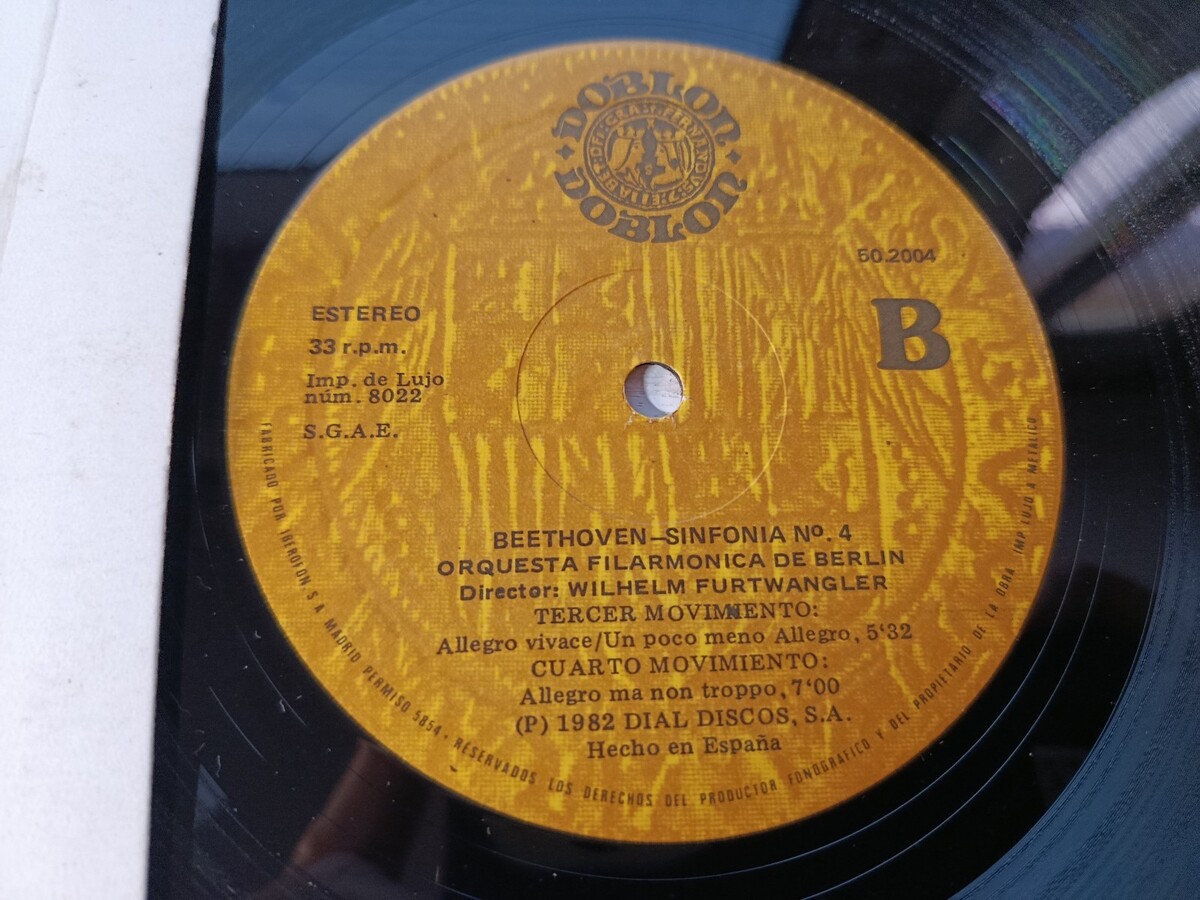 DOBLON
DOBLON
50.2004
B
ESTEREO
33 r.p.m.
Imp. de Lujo
núm. 8022
S.G.A.E.
BEETHOVEN—SINFONIA Nº. 4
ORQUESTA FILARMONICA DE BERLIN
Director: WILHELM FURTWANGLER
TERCER MOVIMIENTO:
Allegro vivace/Un poco meno Allegro, 5‘32
CUARTO MOVIMIENTO:
Allegro ma non troppo, 7‘00
(P) 1982 DIAL DISCOS, S.A.
Hecho en España
FABRICADO POR IBEROFON, S A MADRID PERMISO 5854 · RESERVADOS LOS DERECHOS DEL PRODUCTOR FONOGRAFICO Y DEL PROPIETARIO DE LA OBRA IMP LUJO A METALICO